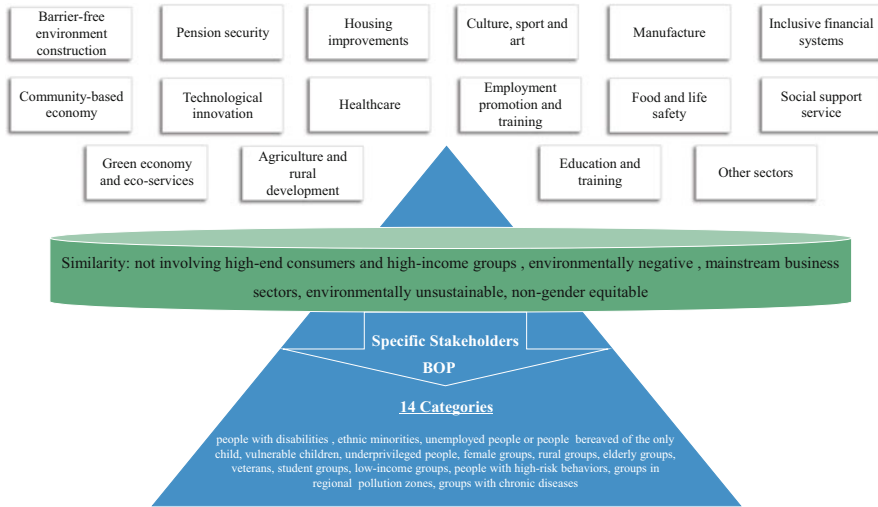 Barrier-free
environment
construction
Pension security
Housing
improvements
Culture, sport and
art
Manufacture
Inclusive financial
systems
Community-based
economy
Technological
innovation
Healthcare
Employment
promotion and
training
Food and life
safety
Social support
service
Green economy
and eco-services
Agriculture and
rural
development
Education and
training
Other sectors
Similarity: not involving high-end consumers and high-income groups , environmentally negative , mainstream business
sectors, environmentally unsustainable, non-gender equitable
Specific Stakeholders
BOP
14 Categories
people with disabilities , ethnic minorities, unemployed people or people bereaved of the only
child, vulnerable children, underprivileged people, female groups, rural groups, elderly groups,
veterans, student groups, low-income groups, people with high-risk behaviors, groups in
regional pollution zones, groups with chronic diseases